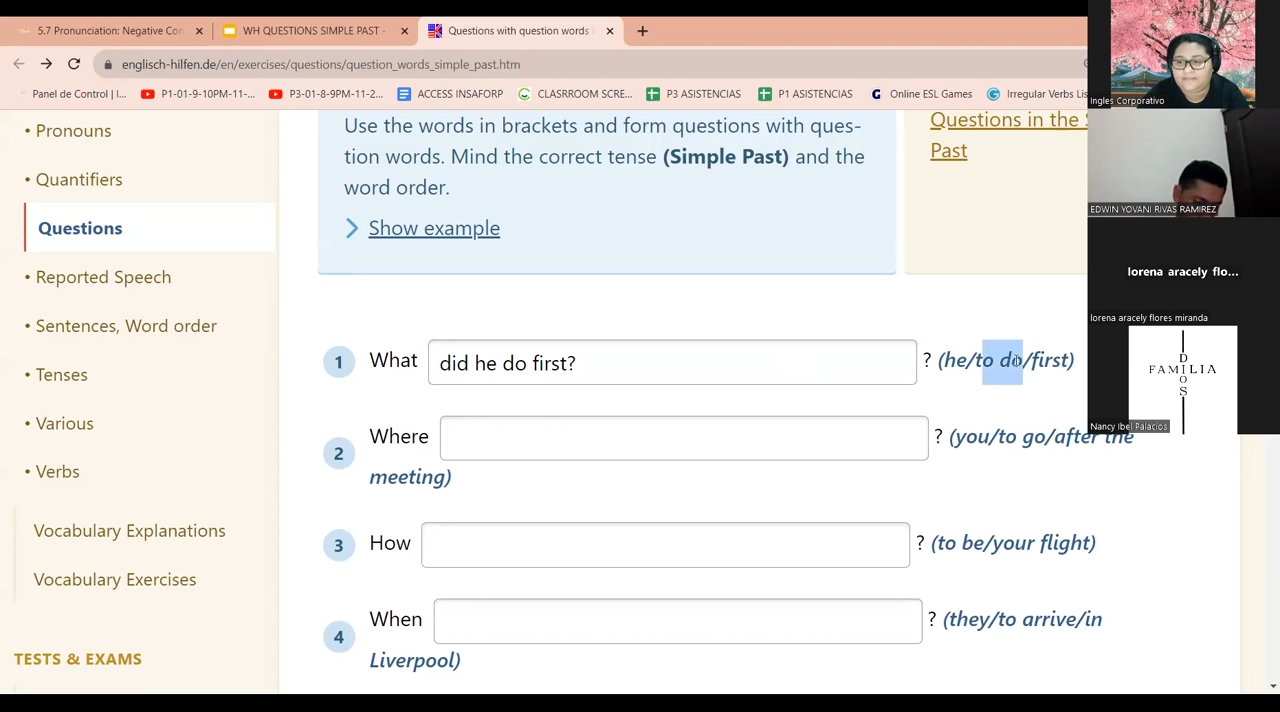 5.7 Pronunciation: Negative Con
WH QUESTIONS SIMPLE PAST -
Questions with question words
englisch-hilfen.de/en/exercises/questions/question_words_simple_past.htm
Panel de Control | I...
P1-01-9-10PM-11-...
P3-01-8-9PM-11-2...
ACCESS INSAFORP
CLASRROOM SCRE...
P3 ASISTENCIAS
P1 ASISTENCIAS
Online ESL Games
Irregular Verbs Lis
Ingles Corporativo
EDWIN YOVANI RIVAS RAMIREZ
lorena aracely flo...
lorena aracely flores miranda
FAMILIA
DIOS
Nancy Ibel Palacios
• Pronouns
• Quantifiers
Questions
• Reported Speech
• Sentences, Word order
• Tenses
• Various
• Verbs
Vocabulary Explanations
Vocabulary Exercises
TESTS & EXAMS
Use the words in brackets and form questions with ques-
tion words. Mind the correct tense (Simple Past) and the
word order.
Show example
Questions in the
Past
1 What did he do first? ? (he/to do/first)
2 Where ? (you/to go/after the
meeting)
3 How ? (to be/your flight)
4 When ? (they/to arrive/in
Liverpool)